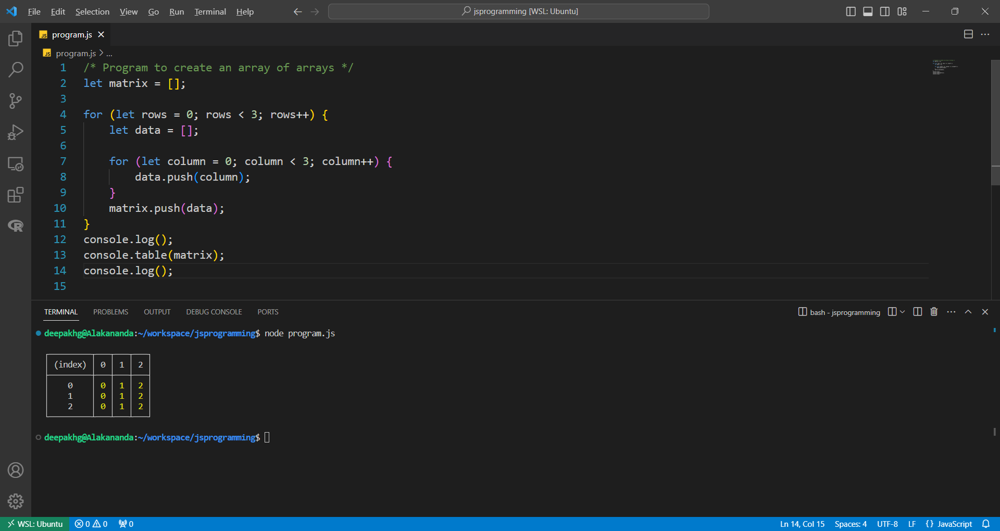 File Edit Selection View Go Run Terminal Help jsprogramming [WSL: Ubuntu]
JS program.js
JS program.js > ...
1 /* Program to create an array of arrays */
2 let matrix = [];
3
4 for (let rows = 0; rows < 3; rows++) {
5     let data = [];
6
7     for (let column = 0; column < 3; column++) {
8         data.push(column);
9     }
10     matrix.push(data);
11 }
12 console.log();
13 console.table(matrix);
14 console.log();
15
TERMINAL PROBLEMS OUTPUT DEBUG CONSOLE PORTS bash - jsprogramming
deepakhg@Alakananda:~/workspace/jsprogramming$ node program.js
(index) 0 1 2
0 0 1 2
1 0 1 2
2 0 1 2
deepakhg@Alakananda:~/workspace/jsprogramming$
WSL: Ubuntu 0 0 0 Ln 14, Col 15 Spaces: 4 UTF-8 LF {} JavaScript